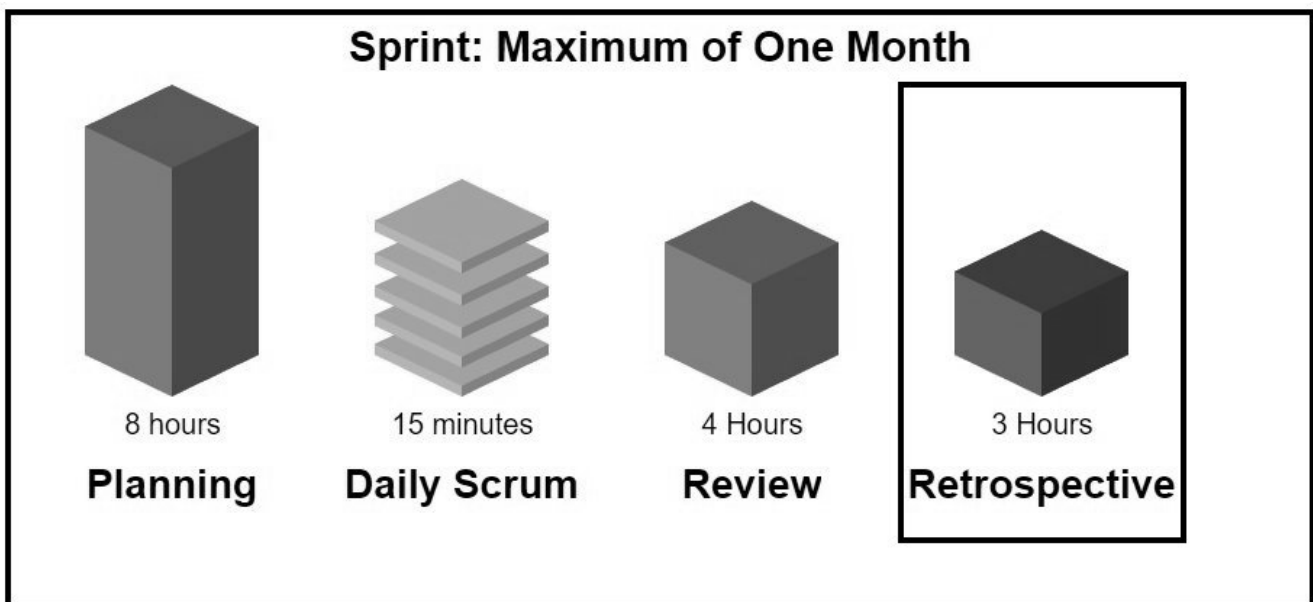 Sprint: Maximum of One Month
8 hours
15 minutes
4 Hours
3 Hours
Planning
Daily Scrum
Review
Retrospective